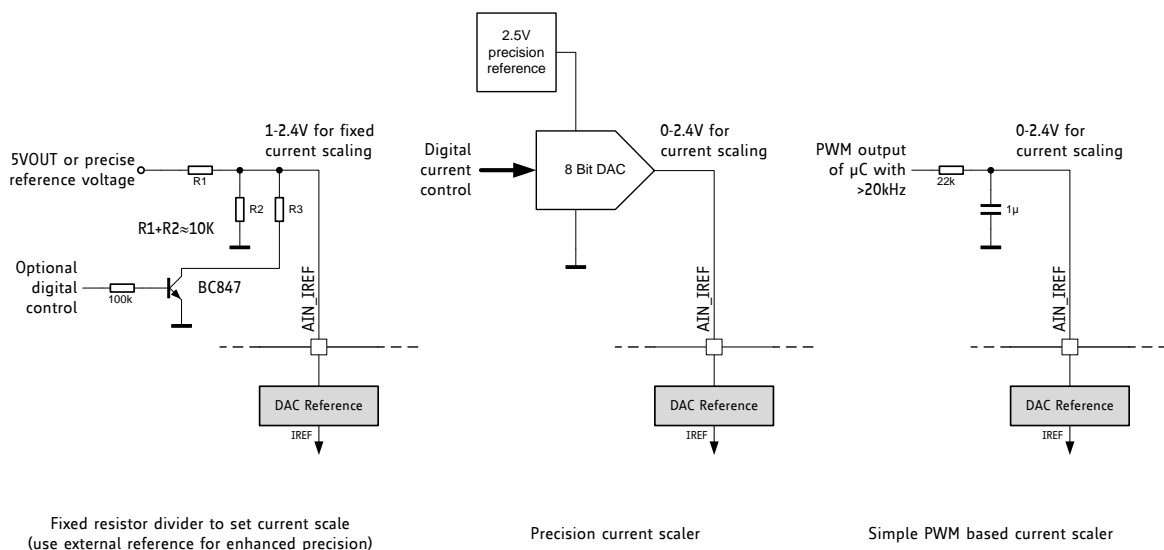 2.5V
precision
reference
1-2.4V for fixed
current scaling
5VOUT or precise
reference voltage
R1
R2
R3
R1+R2≈10K
Optional
digital
control
100k
BC847
AIN_IREF
DAC Reference
IREF
Fixed resistor divider to set current scale
(use external reference for enhanced precision)
Digital
current
control
8 Bit DAC
0-2.4V for
current scaling
AIN_IREF
DAC Reference
IREF
Precision current scaler
PWM output
of µC with
>20kHz
22k
1µ
0-2.4V for
current scaling
AIN_IREF
DAC Reference
IREF
Simple PWM based current scaler